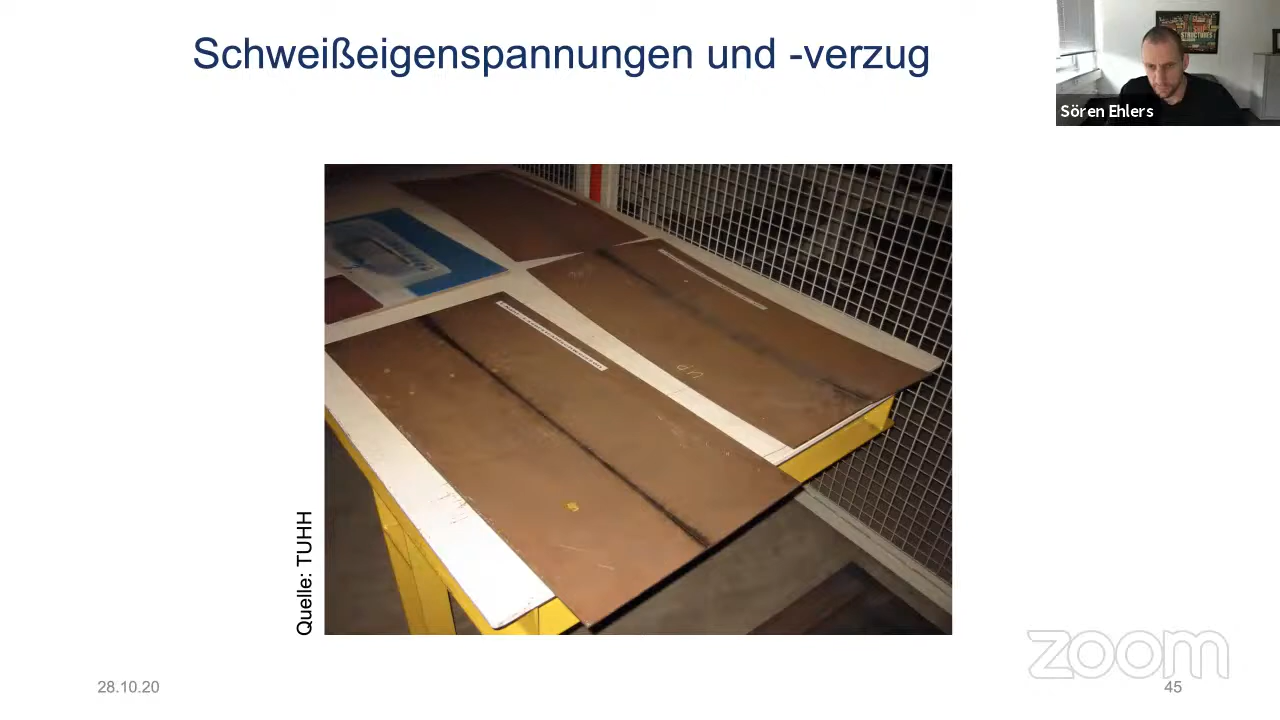 Schweißeigenspannungen und -verzug
Sören Ehlers
Quelle: TUHH
28.10.20
45
zoom